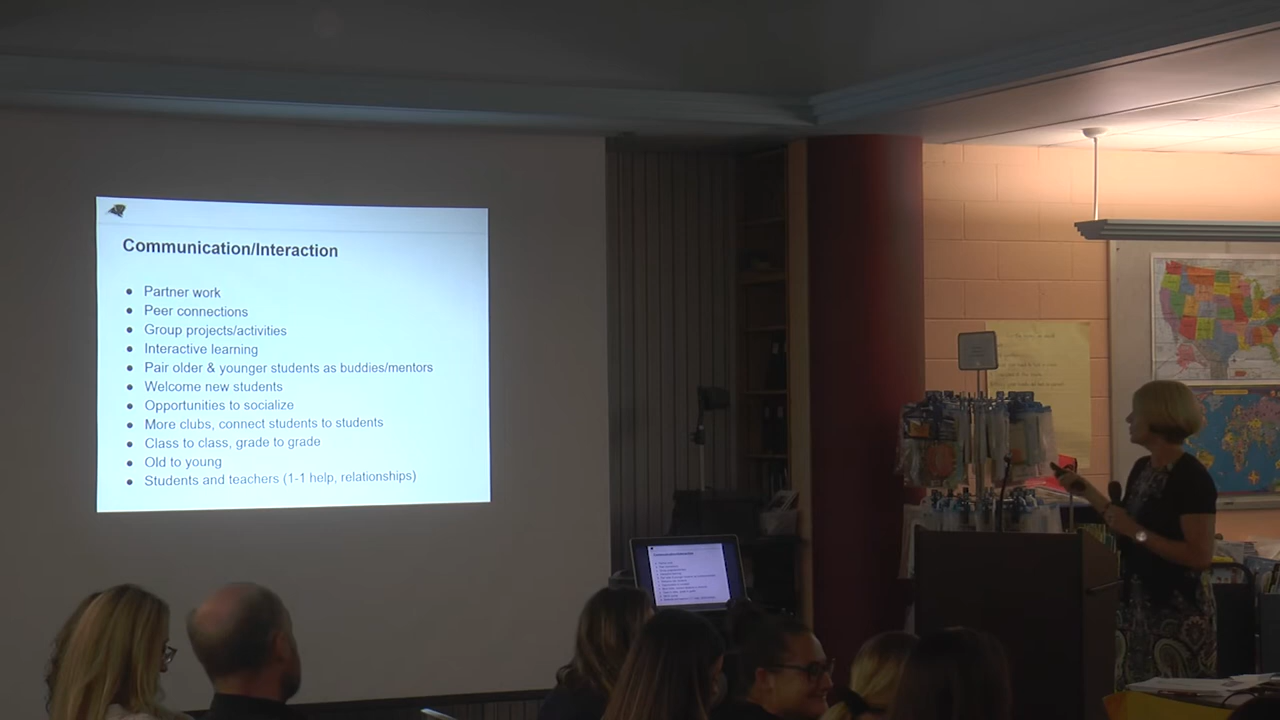 Communication/Interaction
● Partner work
● Peer connections
● Group projects/activities
● Interactive learning
● Pair older & younger students as buddies/mentors
● Welcome new students
● Opportunities to socialize
● More clubs, connect students to students
● Class to class, grade to grade
● Old to young
● Students and teachers (1-1 help, relationships)